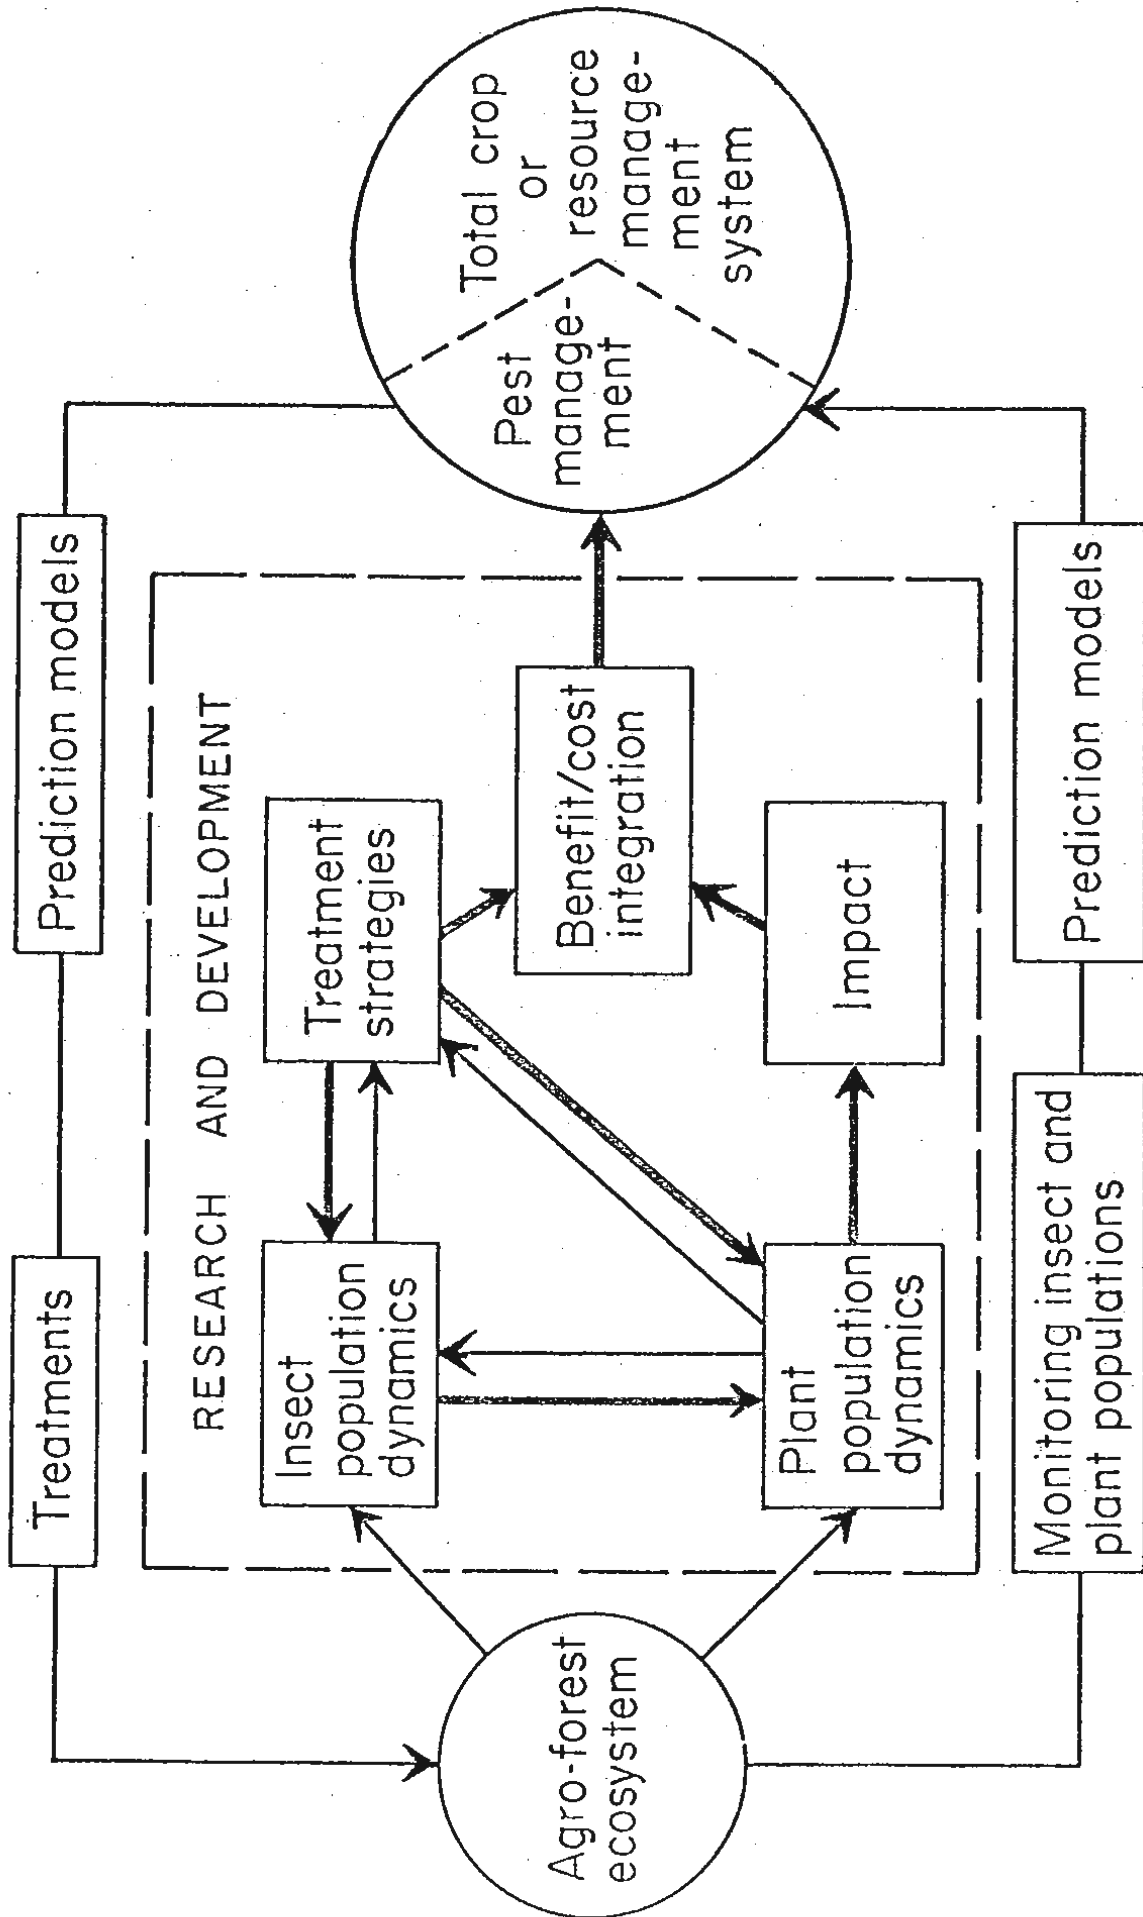 Treatments
Prediction models
RESEARCH AND DEVELOPMENT
Insect
population
dynamics
Treatment
strategies
Agro-forest
ecosystem
Benefit/cost
integration
Pest
manage-
ment
Total crop
or
resource
manage-
ment
system
Plant
population
dynamics
Impact
Monitoring insect and
plant populations
Prediction models